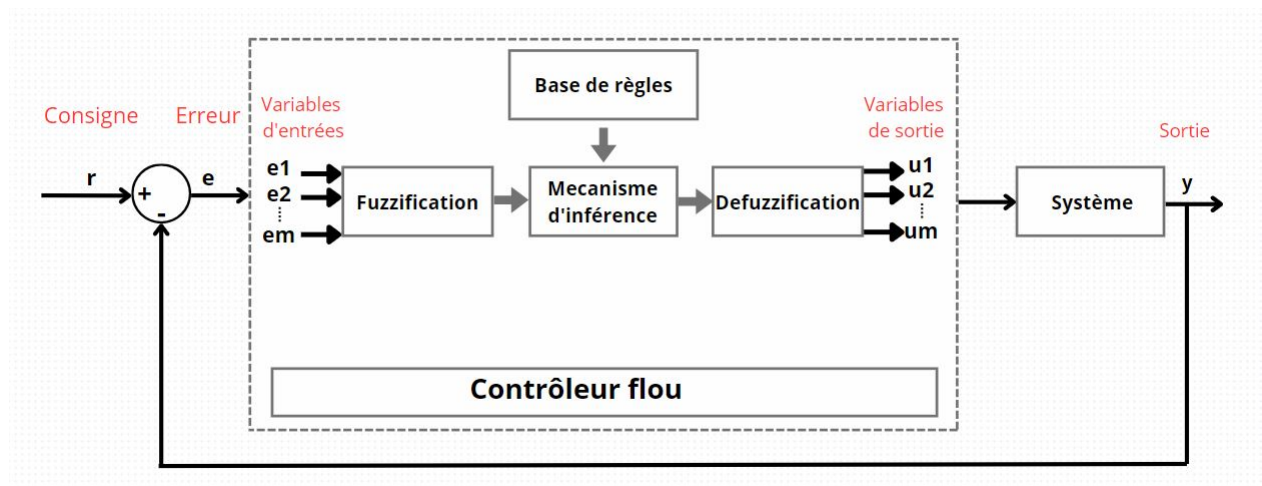 Base de règles
Consigne
Erreur
Variables
d'entrées
Variables
de sortie
Sortie
r
+
-
e
e1
e2
em
Fuzzification
Mecanisme
d'inférence
Defuzzification
u1
u2
um
Système
y
Contrôleur flou